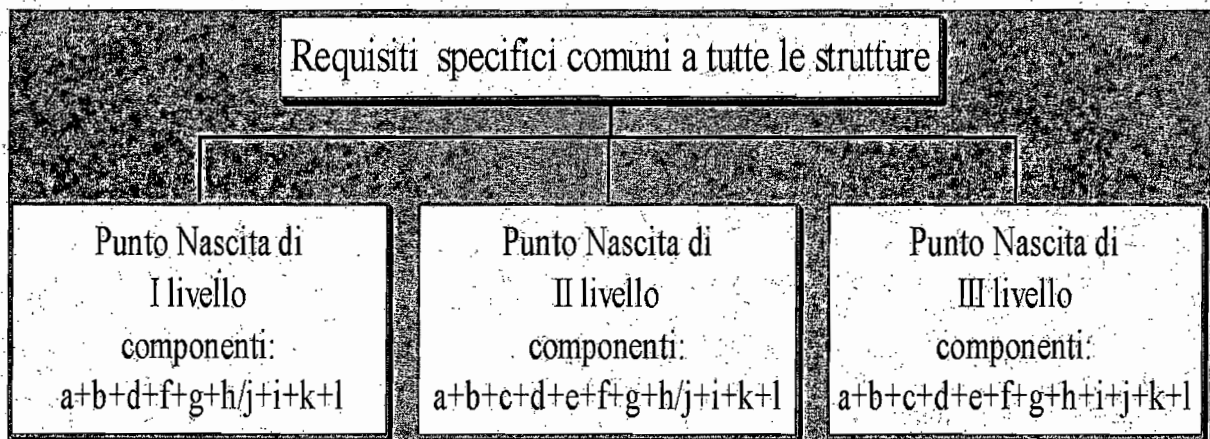 Requisiti specifici comuni a tutte le strutture
Punto Nascita di
I livello
componenti:
a+b+d+f+g+h/j+i+k+l
Punto Nascita di
II livello
componenti:
a+b+c+d+e+f+g+h/j+i+k+l
Punto Nascita di
III livello
componenti:
a+b+c+d+e+f+g+h+i+j+k+l